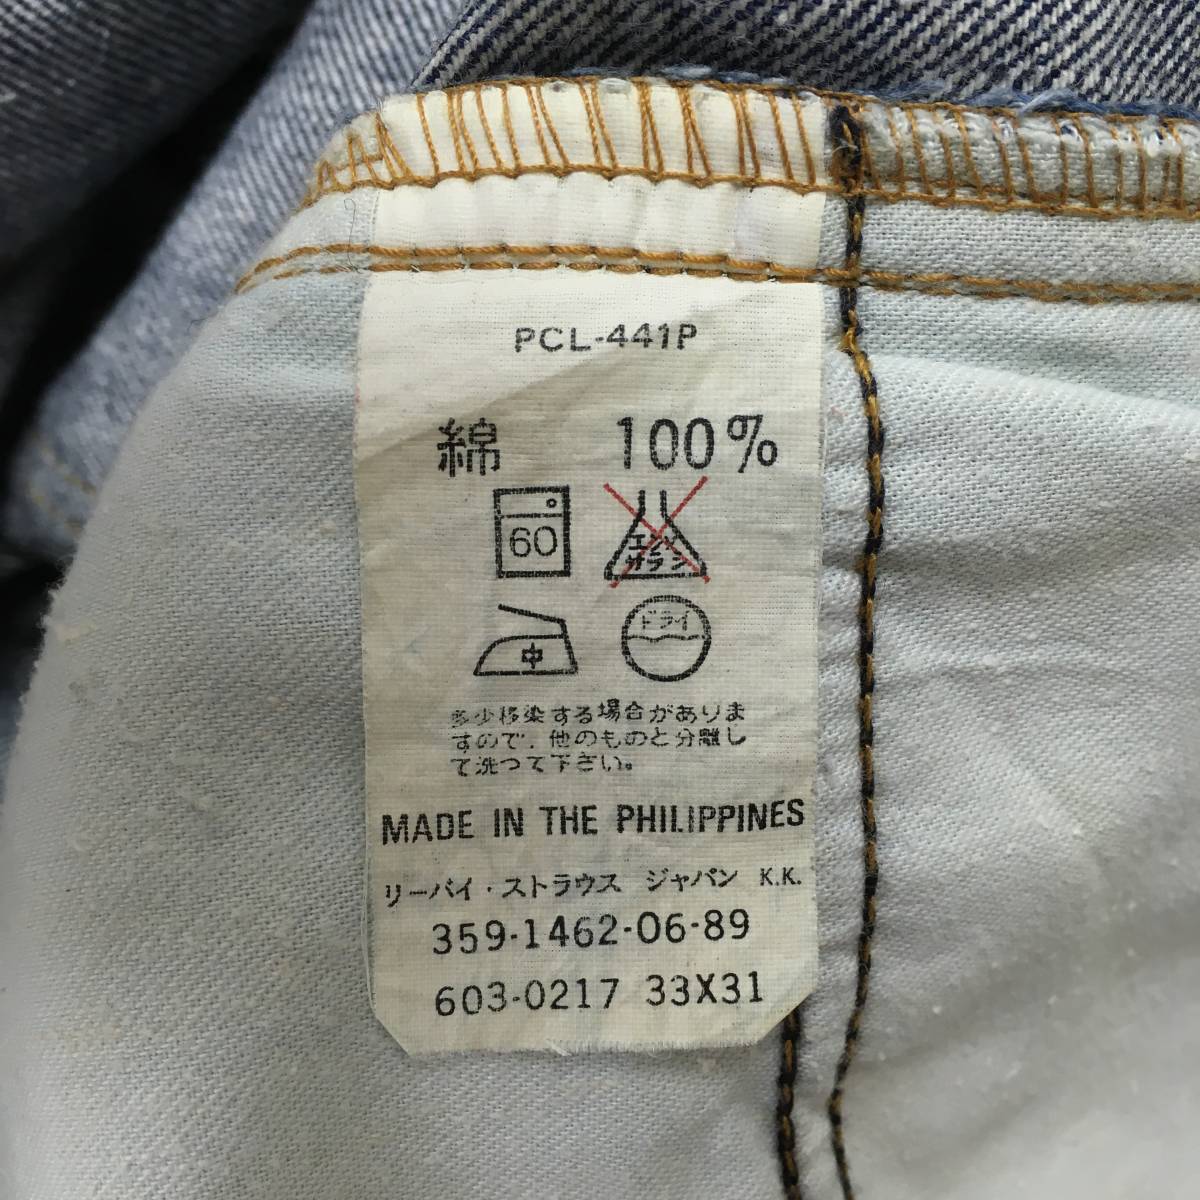 PCL-441P
綿 100%
60
エンソ
サラシ
中
ドライ
多少移染する場合がありま
すので、他のものと分離し
て洗つて下さい。
MADE IN THE PHILIPPINES
リーバイ・ストラウス ジャパン K.K.
359-1462-06-89
603-0217 33X31